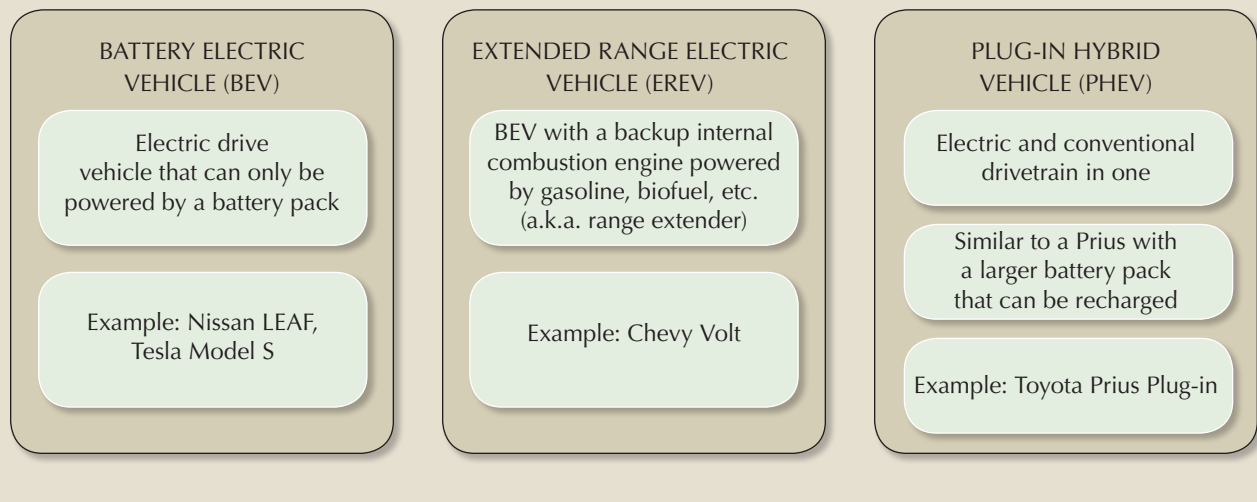 BATTERY ELECTRIC
VEHICLE (BEV)
Electric drive
vehicle that can only be
powered by a battery pack
Example: Nissan LEAF,
Tesla Model S
EXTENDED RANGE ELECTRIC
VEHICLE (EREV)
BEV with a backup internal
combustion engine powered
by gasoline, biofuel, etc.
(a.k.a. range extender)
Example: Chevy Volt
PLUG-IN HYBRID
VEHICLE (PHEV)
Electric and conventional
drivetrain in one
Similar to a Prius with
a larger battery pack
that can be recharged
Example: Toyota Prius Plug-in